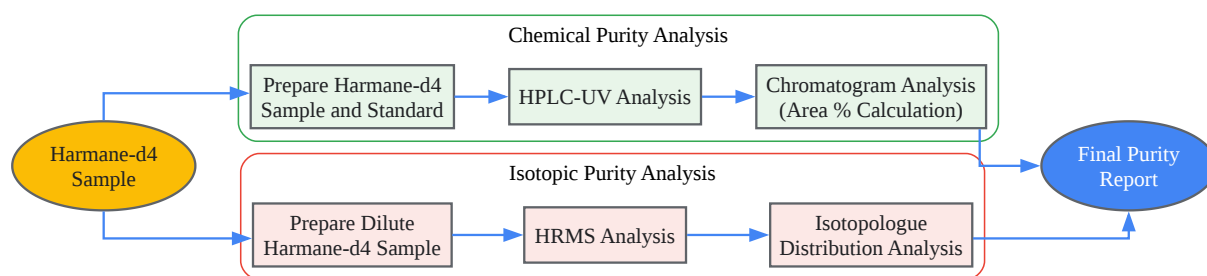 Chemical Purity Analysis
Prepare Harmane-d4
Sample and Standard
HPLC-UV Analysis
Chromatogram Analysis
(Area % Calculation)
Harmane-d4
Sample
Final Purity
Report
Isotopic Purity Analysis
Prepare Dilute
Harmane-d4 Sample
HRMS Analysis
Isotopologue
Distribution Analysis